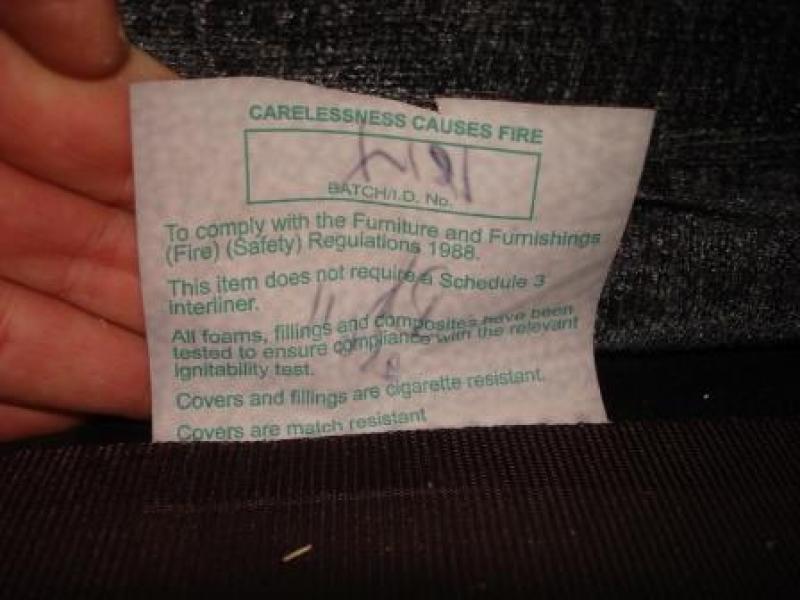 CARELESSNESS CAUSES FIRE
BATCH/I.D. No.
To comply with the Furniture and Furnishings
(Fire) (Safety) Regulations 1988.
This item does not require a Schedule 3
interliner.
All foams, fillings and composites have been
tested to ensure compliance with the relevant
ignitability test.
Covers and fillings are cigarette resistant.
Covers are match resistant